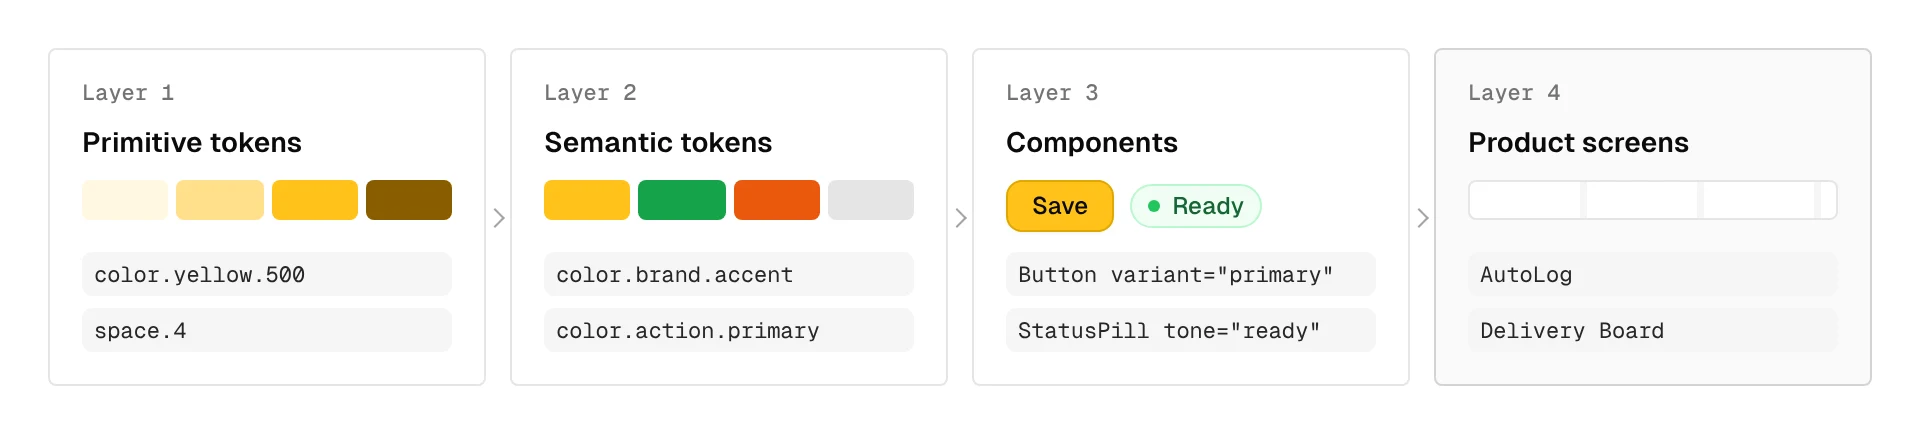 Layer 1
Primitive tokens
color.yellow.500
space.4
Layer 2
Semantic tokens
color.brand.accent
color.action.primary
Layer 3
Components
Save
Ready
Button variant="primary"
StatusPill tone="ready"
Layer 4
Product screens
AutoLog
Delivery Board